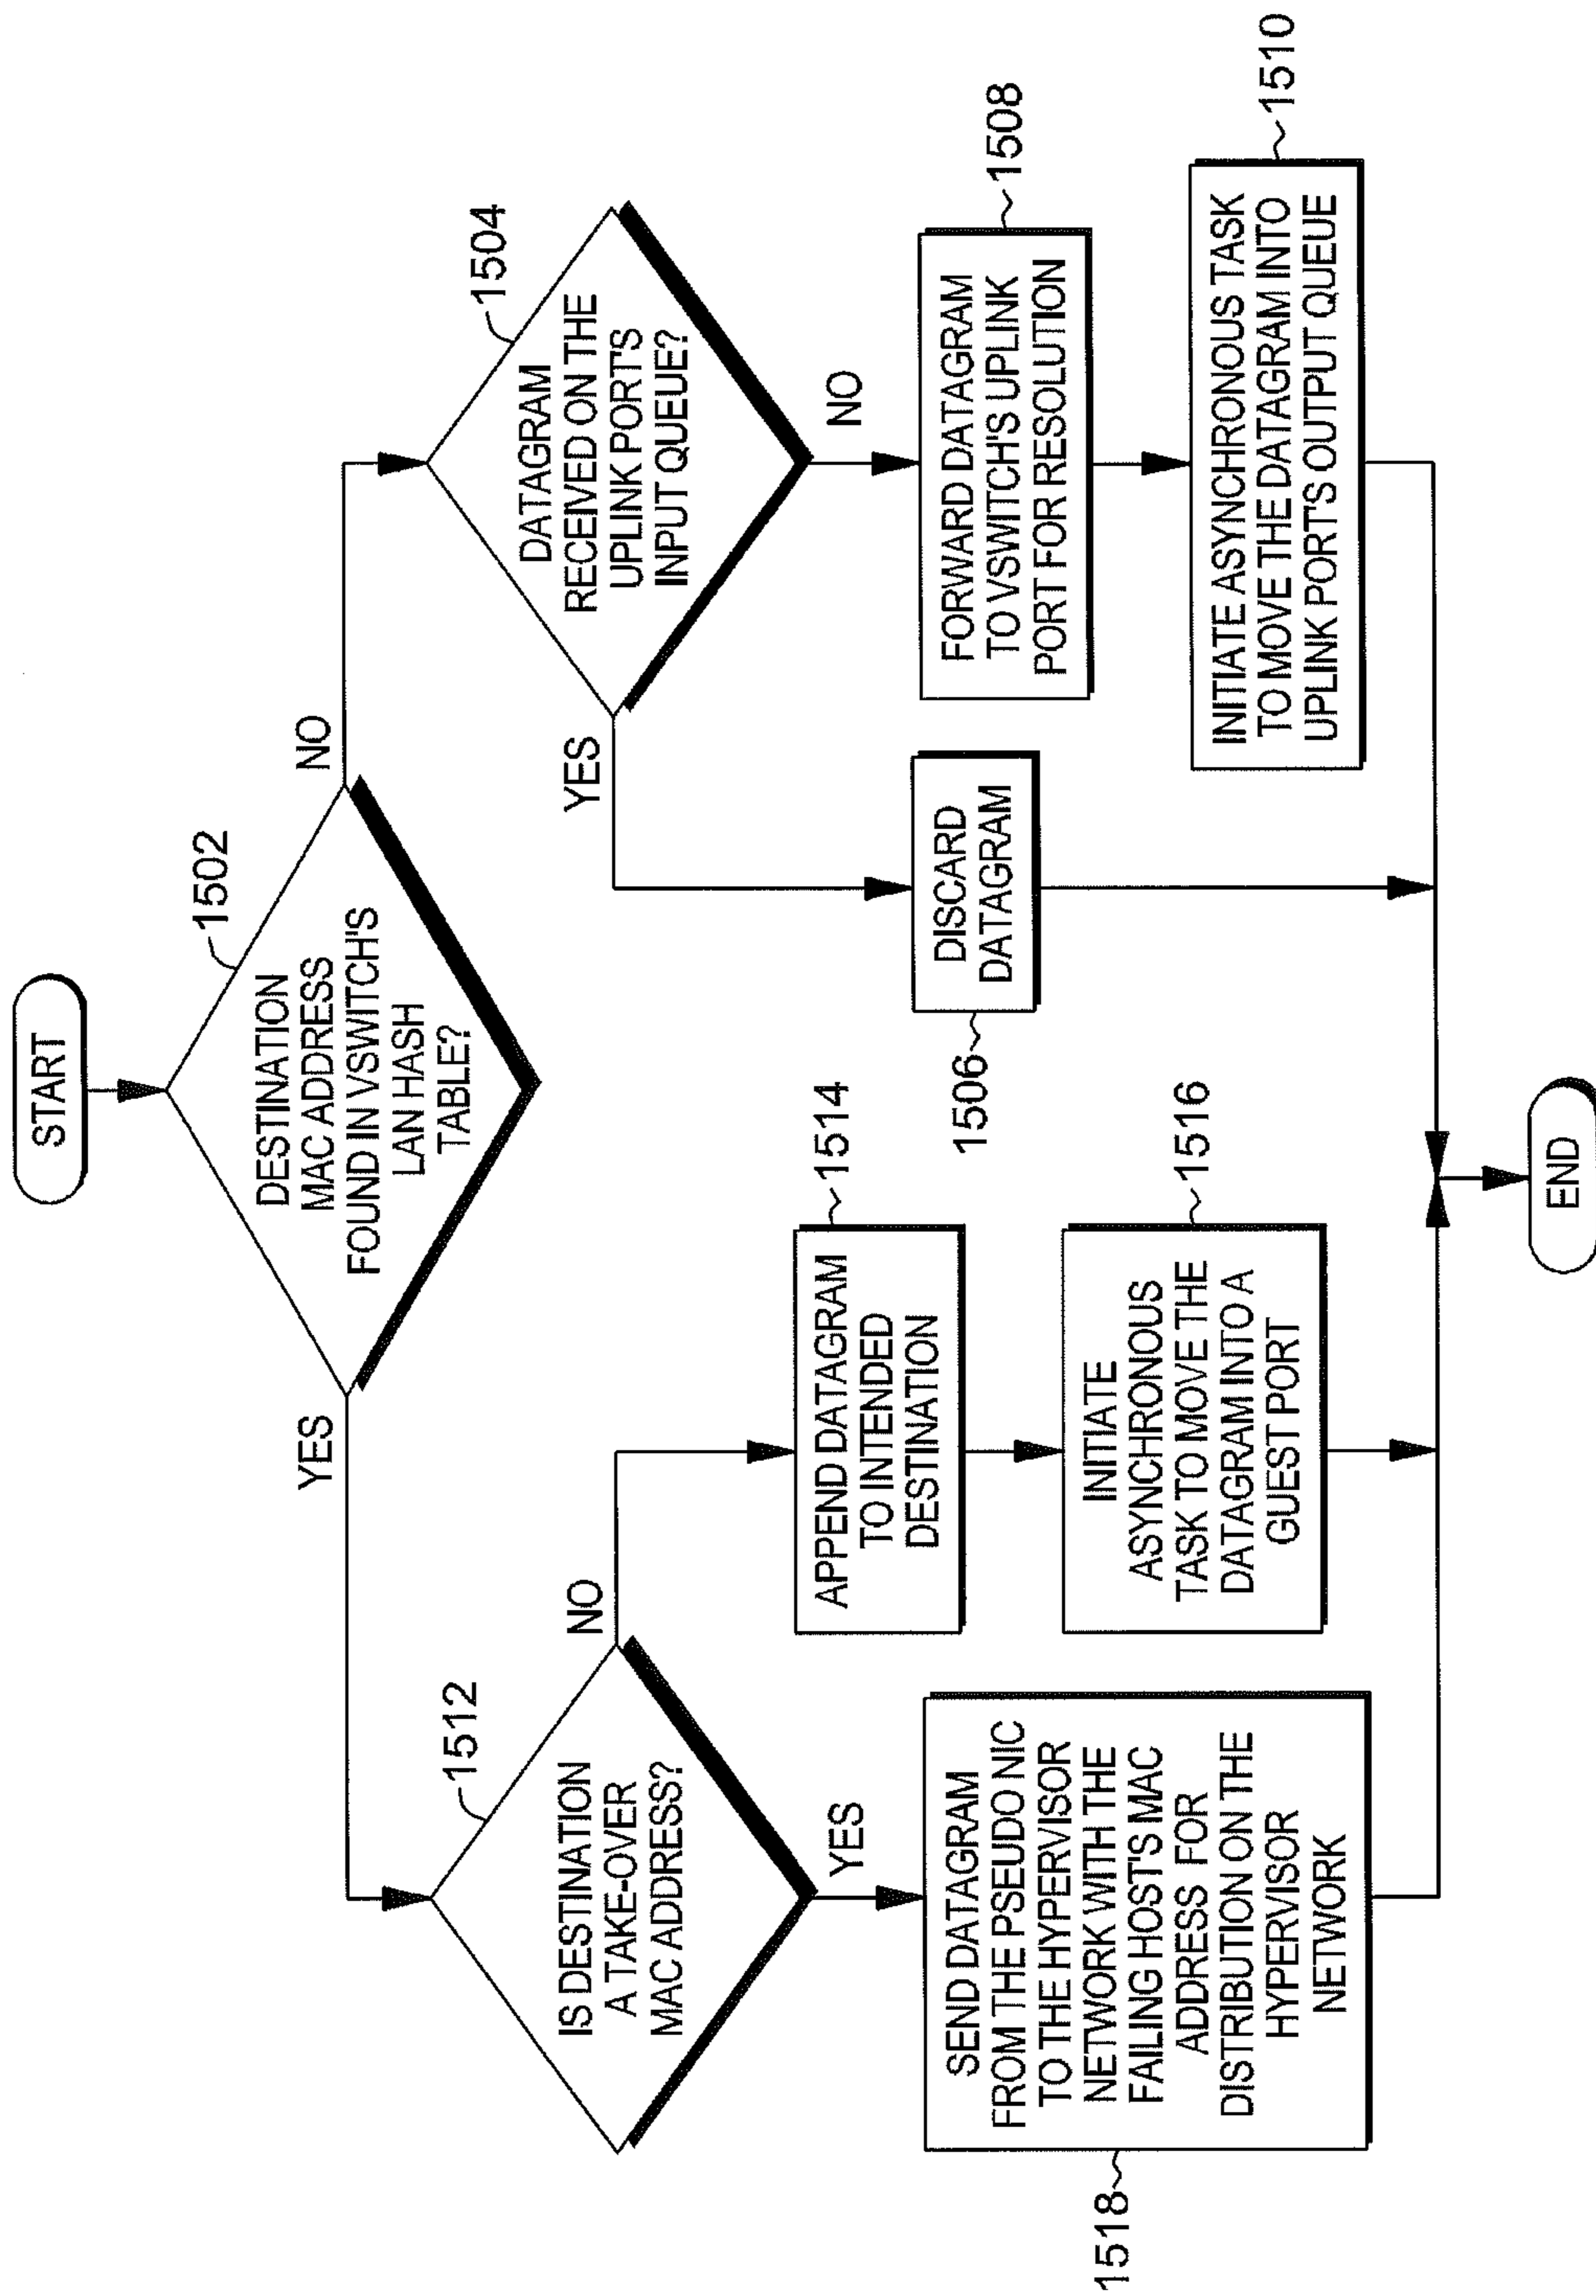 START
1502
DESTINATION
MAC ADDRESS
FOUND IN VSWITCH'S
LAN HASH
TABLE?
YES
NO
1512
IS DESTINATION
A TAKE-OVER
MAC ADDRESS?
NO
YES
1504
DATAGRAM
RECEIVED ON THE
UPLINK PORT'S
INPUT QUEUE?
YES
NO
1518
SEND DATAGRAM
FROM THE PSEUDO NIC
TO THE HYPERVISOR
NETWORK WITH THE
FAILING HOST'S MAC
ADDRESS FOR
DISTRIBUTION ON THE
HYPERVISOR
NETWORK
1514
APPEND DATAGRAM
TO INTENDED
DESTINATION
1516
INITIATE
ASYNCHRONOUS
TASK TO MOVE THE
DATAGRAM INTO A
GUEST PORT
1506
DISCARD
DATAGRAM
1508
FORWARD DATAGRAM
TO VSWITCH'S UPLINK
PORT FOR RESOLUTION
1510
INITIATE ASYNCHRONOUS TASK
TO MOVE THE DATAGRAM INTO
UPLINK PORT'S OUTPUT QUEUE
END